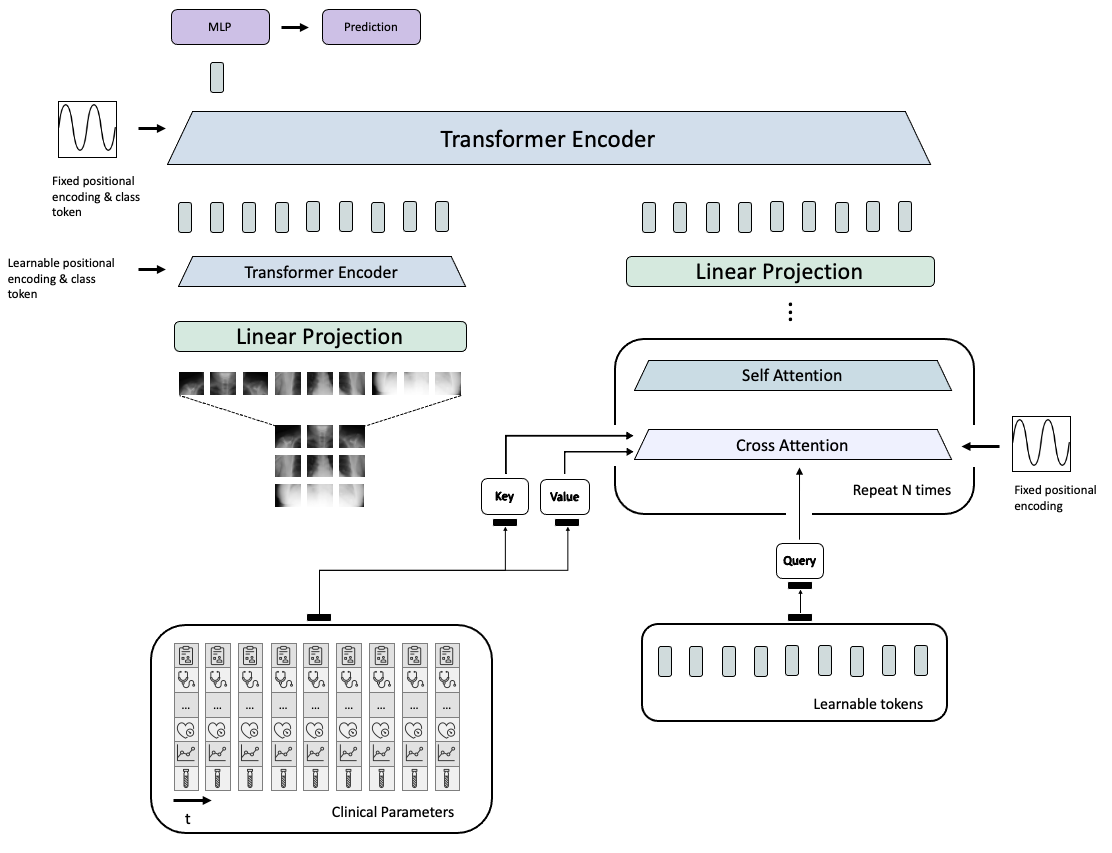 MLP
Prediction
Transformer Encoder
Fixed positional
encoding & class
token
Learnable positional
encoding & class
token
Transformer Encoder
Linear Projection
Linear Projection
⋮
Self Attention
Cross Attention
Repeat N times
Fixed positional
encoding
Key
Value
Query
Learnable tokens
... ... ... ... ... ... ... ... ...
t
Clinical Parameters